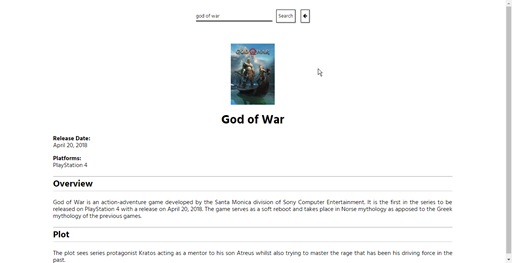 god of war
Search
GOD OF WAR
God of War
Release Date:
April 20, 2018
Platforms:
PlayStation 4
Overview
God of War is an action-adventure game developed by the Santa Monica division of Sony Computer Entertainment. It is the first in the series to be
released on PlayStation 4 with a release on April 20, 2018. The game serves as a soft reboot and takes place in Norse mythology as apposed to the Greek
mythology of the previous games.
Plot
The plot sees series protagonist Kratos acting as a mentor to his son Atreus whilst also trying to master the rage that has been his driving force in the
past.